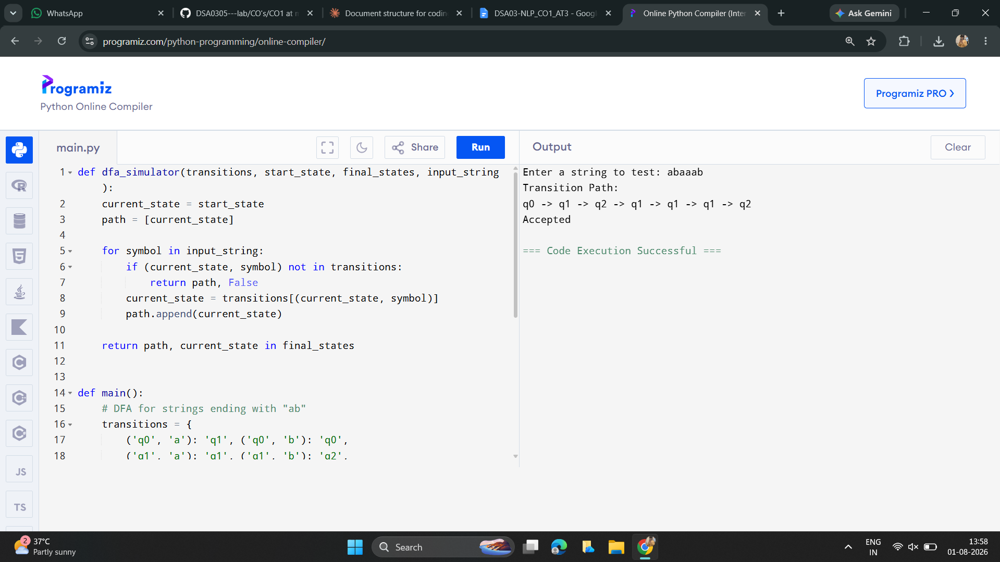 WhatsApp
DSA0305---lab/CO's/CO1 at m
Document structure for codin
DSA03-NLP_CO1_AT3 - Googl
Online Python Compiler (Inter
Ask Gemini
programiz.com/python-programming/online-compiler/
Programiz
Python Online Compiler
Programiz PRO
main.py
Share
Run
Output
Clear
1 def dfa_simulator(transitions, start_state, final_states, input_string
):
2 current_state = start_state
3 path = [current_state]
4
5 for symbol in input_string:
6 if (current_state, symbol) not in transitions:
7 return path, False
8 current_state = transitions[(current_state, symbol)]
9 path.append(current_state)
10
11 return path, current_state in final_states
12
13
14 def main():
15 # DFA for strings ending with "ab"
16 transitions = {
17 ('q0', 'a'): 'q1', ('q0', 'b'): 'q0',
18 ('q1', 'a'): 'q1', ('q1', 'b'): 'q2',
Enter a string to test: abaaab
Transition Path:
q0 -> q1 -> q2 -> q1 -> q1 -> q1 -> q2
Accepted
=== Code Execution Successful ===
JS
TS
2
37°C
Partly sunny
Search
ENG
IN
13:58
01-08-2026